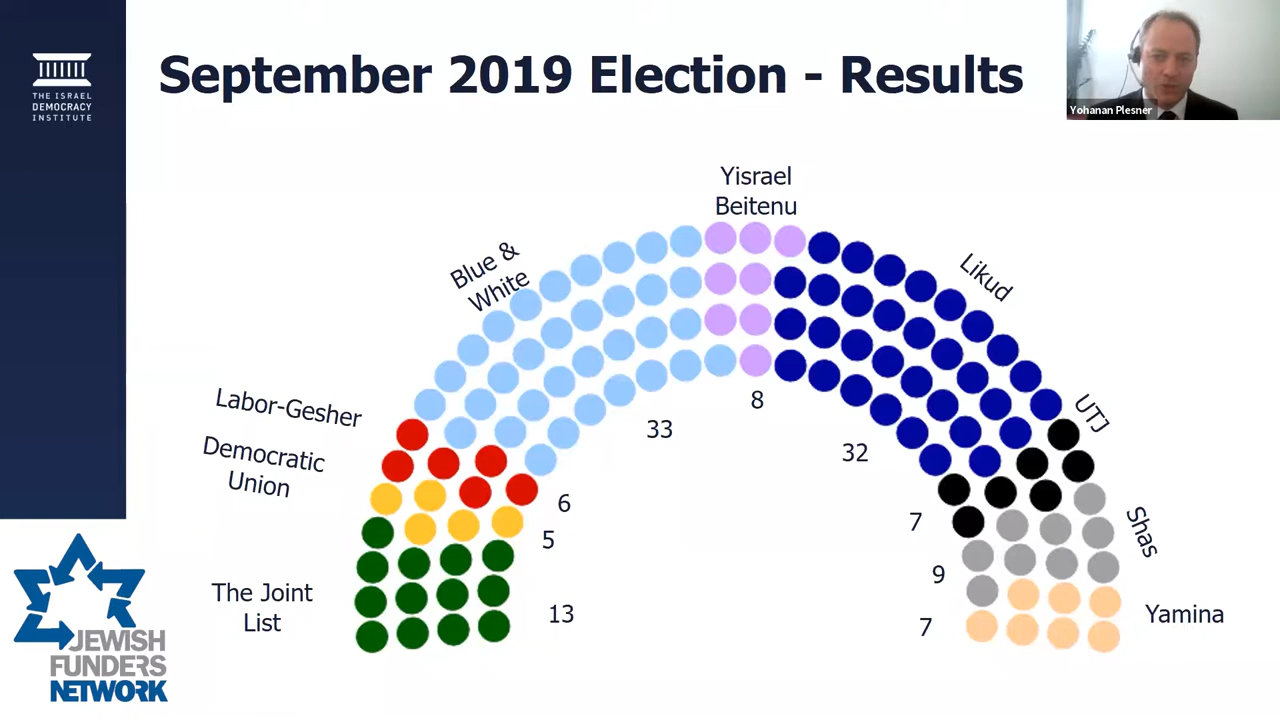 THE ISRAEL
DEMOCRACY
INSTITUTE
September 2019 Election - Results
Yohanan Plesner
Yisrael
Beitenu
Blue &
White
Likud
Labor-Gesher
UTJ
Democratic
Union
8
33
32
6
7
5
Shas
9
The Joint
List
13
7
Yamina
JEWISH
FUNDERS
NETWORK